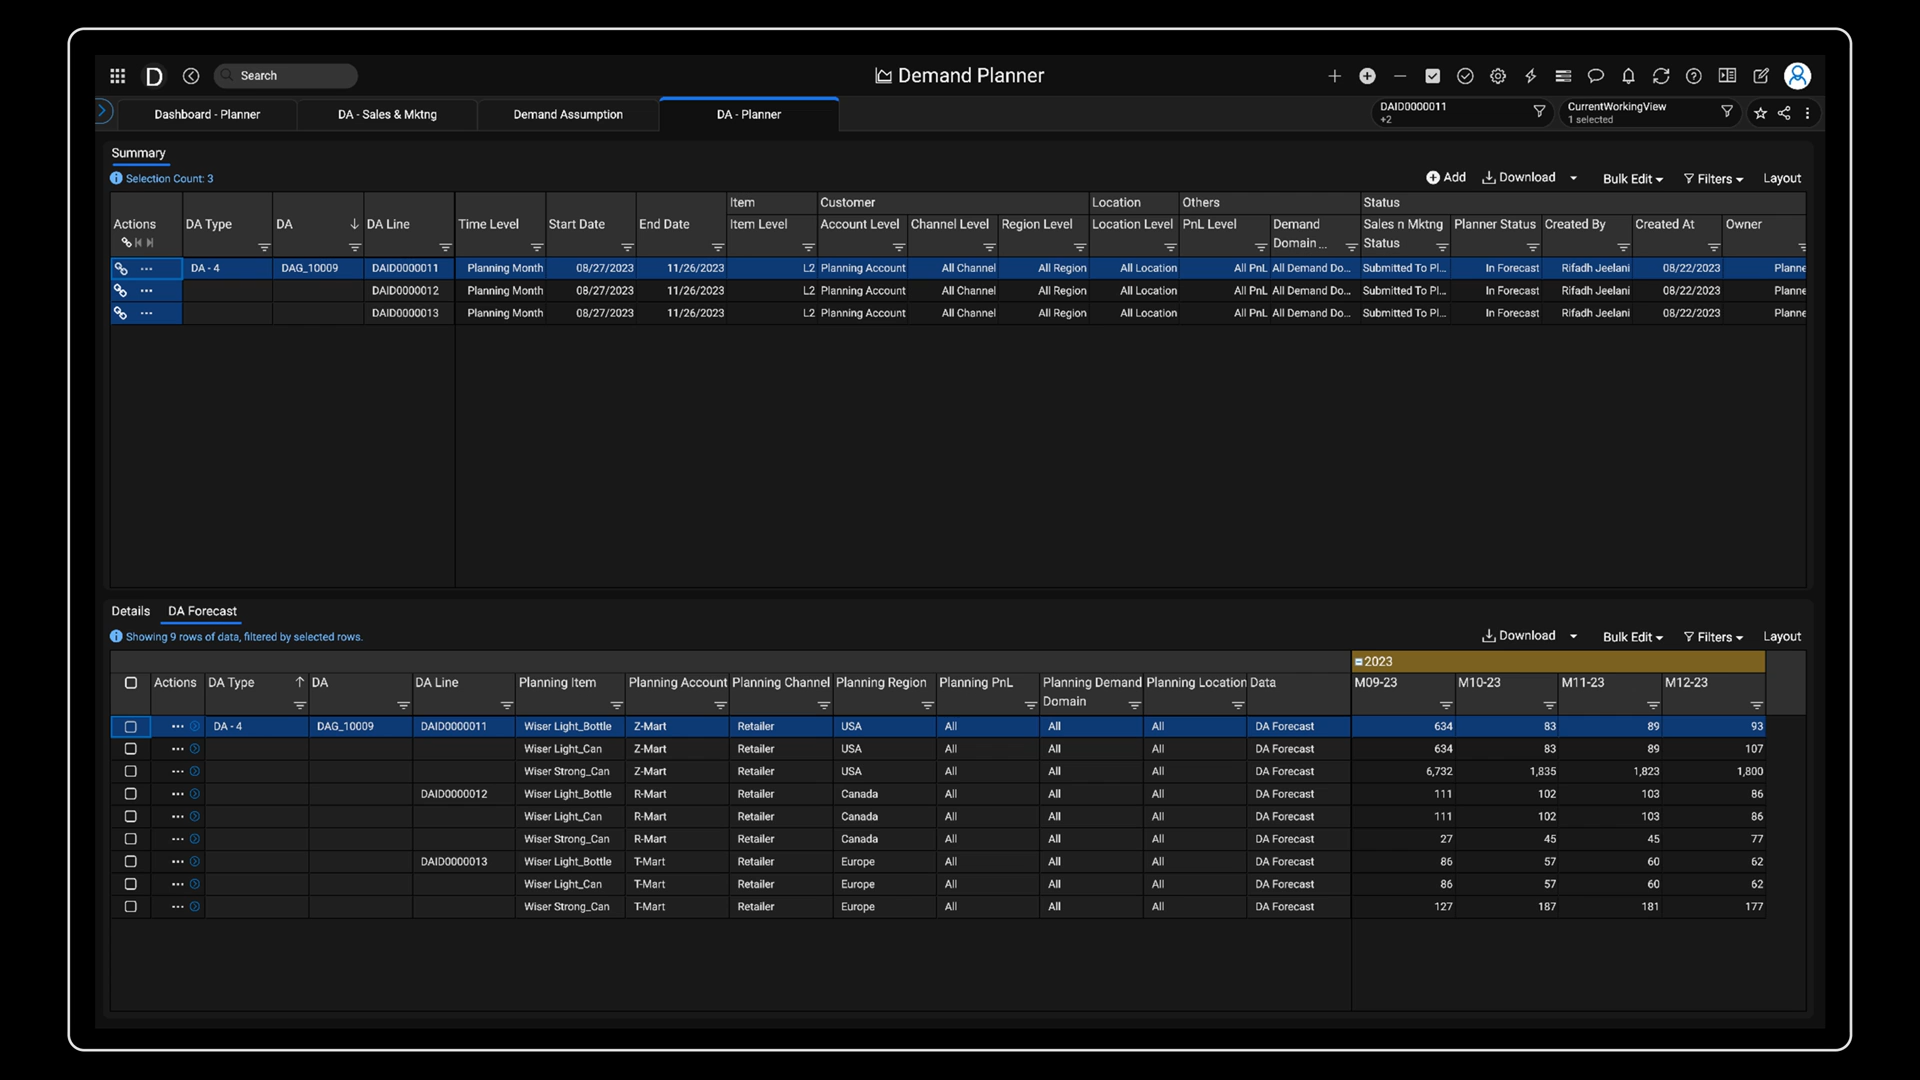 D Search Demand Planner
Dashboard - Planner DA - Sales & Mktng Demand Assumption DA - Planner DAID0000011 CurrentWorkingView
+2 1 selected
Summary
Selection Count: 3 Add Download Bulk Edit Filters Layout
Item Customer Location Others Status
Actions DA Type DA DA Line Time Level Start Date End Date Item Level Account Level Channel Level Region Level Location Level PnL Level Demand Sales n Mktng Planner Status Created By Created At Owner
Domain... Status
DA - 4 DAG_10009 DAID0000011 Planning Month 08/27/2023 11/26/2023 L2 Planning Account All Channel All Region All Location All PnL All Demand Do... Submitted To Pl... In Forecast Rifadh Jeelani 08/22/2023 Planne
DAID0000012 Planning Month 08/27/2023 11/26/2023 L2 Planning Account All Channel All Region All Location All PnL All Demand Do... Submitted To Pl... In Forecast Rifadh Jeelani 08/22/2023 Planne
DAID0000013 Planning Month 08/27/2023 11/26/2023 L2 Planning Account All Channel All Region All Location All PnL All Demand Do... Submitted To Pl... In Forecast Rifadh Jeelani 08/22/2023 Planne
Details DA Forecast
Showing 9 rows of data, filtered by selected rows. Download Bulk Edit Filters Layout
2023
Actions DA Type DA DA Line Planning Item Planning Account Planning Channel Planning Region Planning PnL Planning Demand Planning Location Data M09-23 M10-23 M11-23 M12-23
Domain
DA - 4 DAG_10009 DAID0000011 Wiser Light_Bottle Z-Mart Retailer USA All All All DA Forecast 634 83 89 93
Wiser Light_Can Z-Mart Retailer USA All All All DA Forecast 634 83 89 107
Wiser Strong_Can Z-Mart Retailer USA All All All DA Forecast 6,732 1,835 1,823 1,800
DAID0000012 Wiser Light_Bottle R-Mart Retailer Canada All All All DA Forecast 111 102 103 86
Wiser Light_Can R-Mart Retailer Canada All All All DA Forecast 111 102 103 86
Wiser Strong_Can R-Mart Retailer Canada All All All DA Forecast 27 45 45 77
DAID0000013 Wiser Light_Bottle T-Mart Retailer Europe All All All DA Forecast 86 57 60 62
Wiser Light_Can T-Mart Retailer Europe All All All DA Forecast 86 57 60 62
Wiser Strong_Can T-Mart Retailer Europe All All All DA Forecast 127 187 181 177